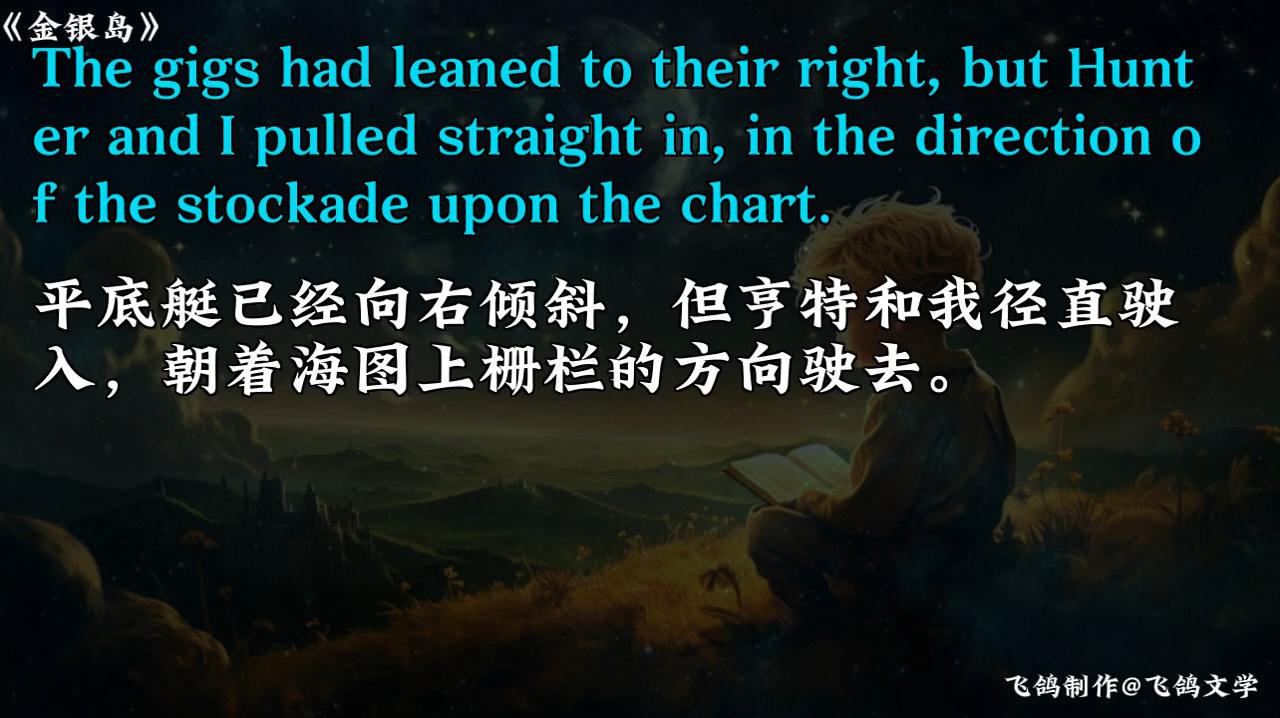 《金银岛》
The gigs had leaned to their right, but Hunt
er and I pulled straight in, in the direction o
f the stockade upon the chart.
平底艇已经向右倾斜，但亨特和我径直驶
入，朝着海图上栅栏的方向驶去。
飞鸽制作@飞鸽文学